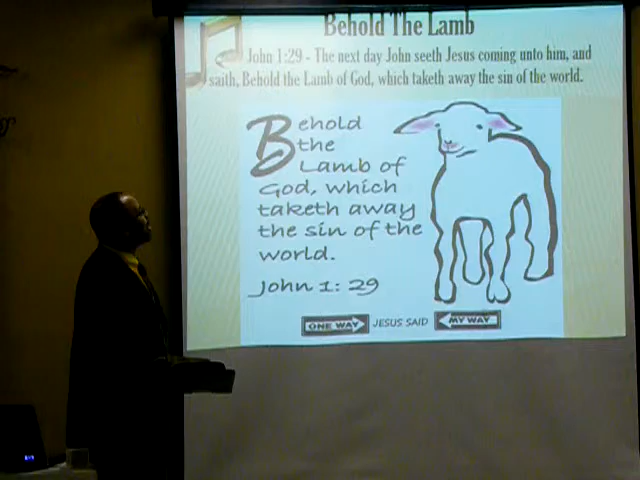 Behold The Lamb
John 1:29 - The next day John seeth Jesus coming unto him, and
saith, Behold the Lamb of God, which taketh away the sin of the world.
Behold
the
Lamb of
God, which
taketh away
the sin of the
world.
John 1: 29
ONE WAY JESUS SAID MY WAY